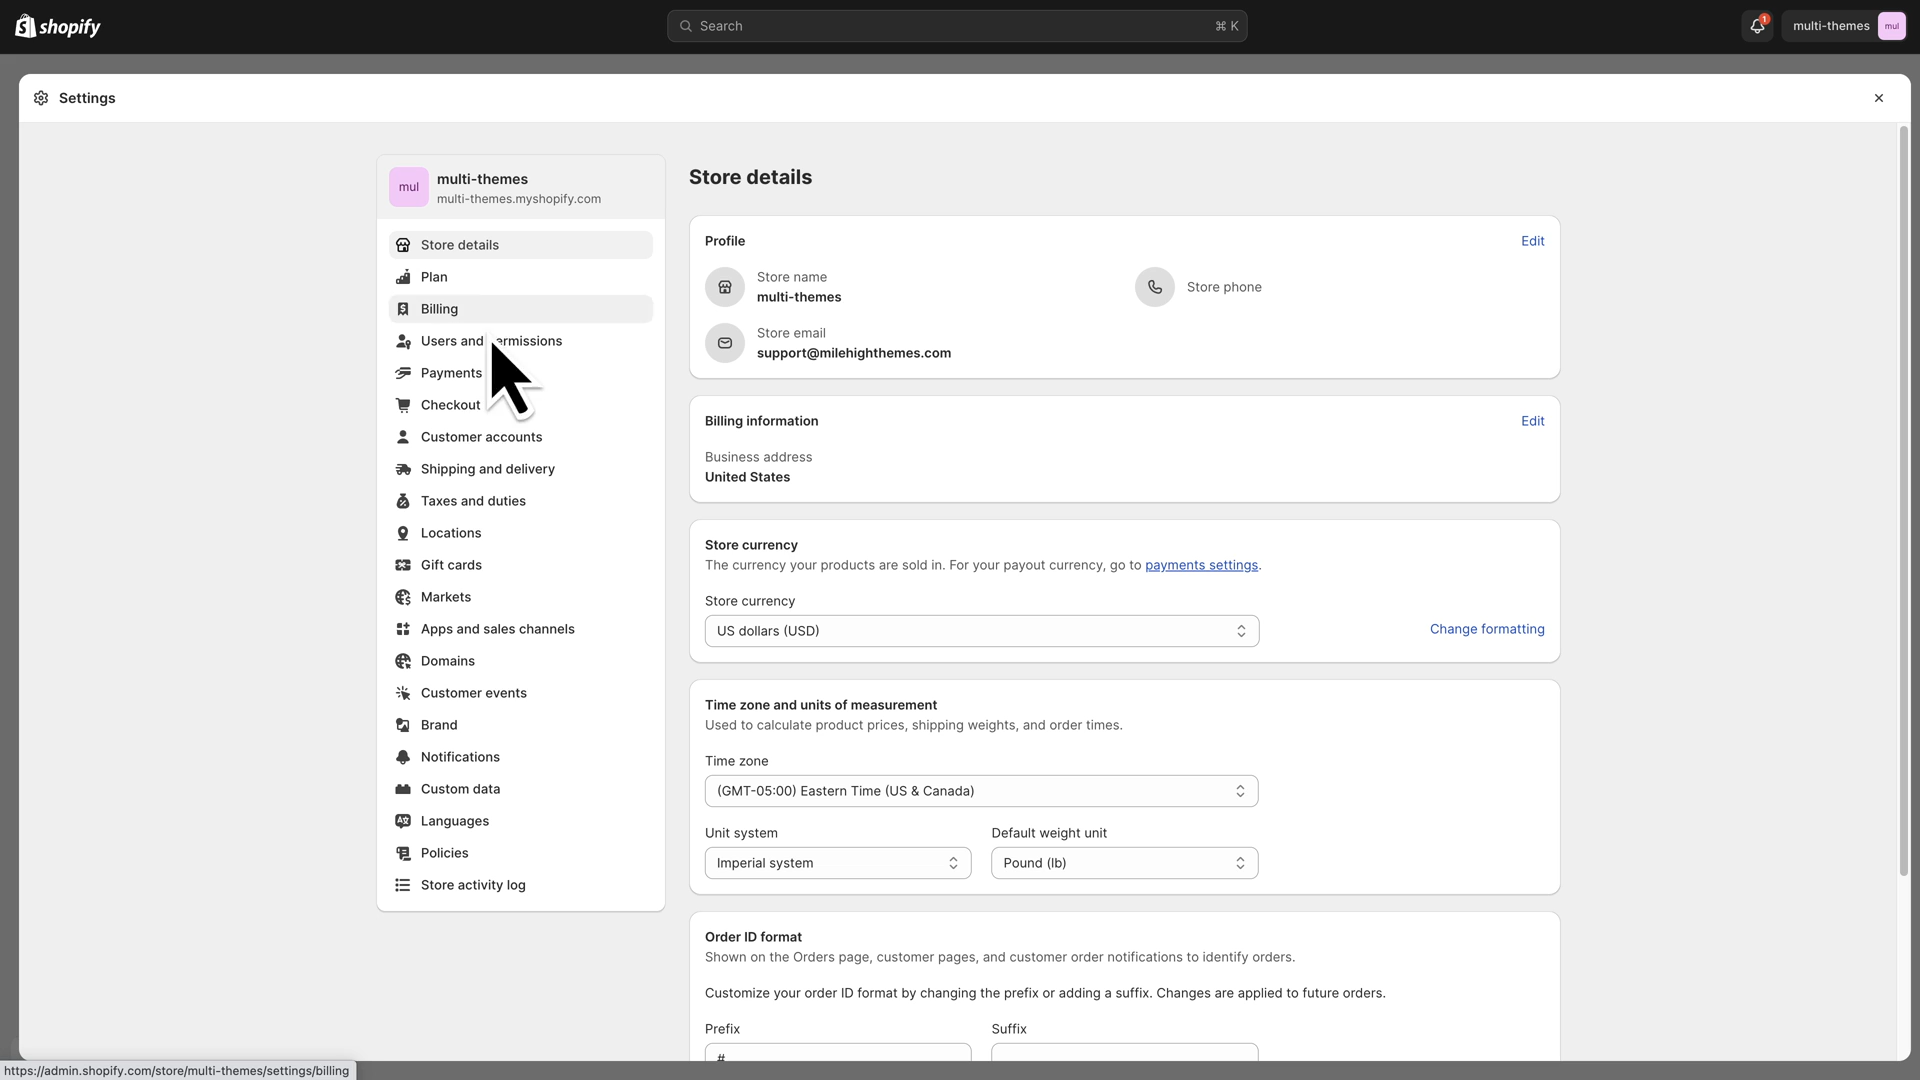 shopify
Search
⌘ K
1
multi-themes
mul
Settings
mul
multi-themes
multi-themes.myshopify.com
Store details
Plan
Billing
Users and ermissions
Payments
Checkout
Customer accounts
Shipping and delivery
Taxes and duties
Locations
Gift cards
Markets
Apps and sales channels
Domains
Customer events
Brand
Notifications
Custom data
Languages
Policies
Store activity log
Store details
Profile
Edit
Store name
multi-themes
Store phone
Store email
support@milehighthemes.com
Billing information
Edit
Business address
United States
Store currency
The currency your products are sold in. For your payout currency, go to payments settings.
Store currency
US dollars (USD)
Change formatting
Time zone and units of measurement
Used to calculate product prices, shipping weights, and order times.
Time zone
(GMT-05:00) Eastern Time (US & Canada)
Unit system
Default weight unit
Imperial system
Pound (lb)
Order ID format
Shown on the Orders page, customer pages, and customer order notifications to identify orders.
Customize your order ID format by changing the prefix or adding a suffix. Changes are applied to future orders.
Prefix
Suffix
#
https://admin.shopify.com/store/multi-themes/settings/billing